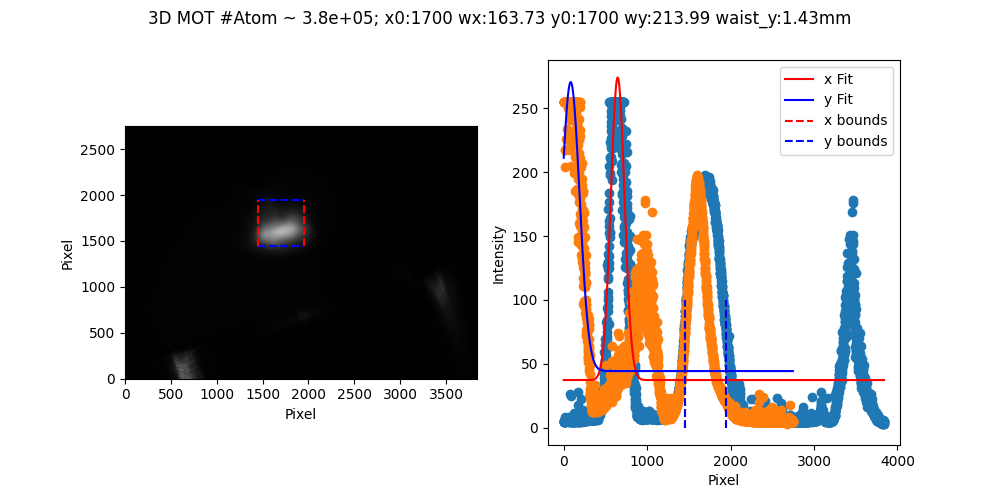 3D MOT #Atom ~ 3.8e+05; x0:1700 wx:163.73 y0:1700 wy:213.99 waist_y:1.43mm
2500
2000
1500
1000
500
0
Pixel
0 500 1000 1500 2000 2500 3000 3500
Pixel
250
200
150
100
50
0
Intensity
x Fit
y Fit
x bounds
y bounds
0 1000 2000 3000 4000
Pixel